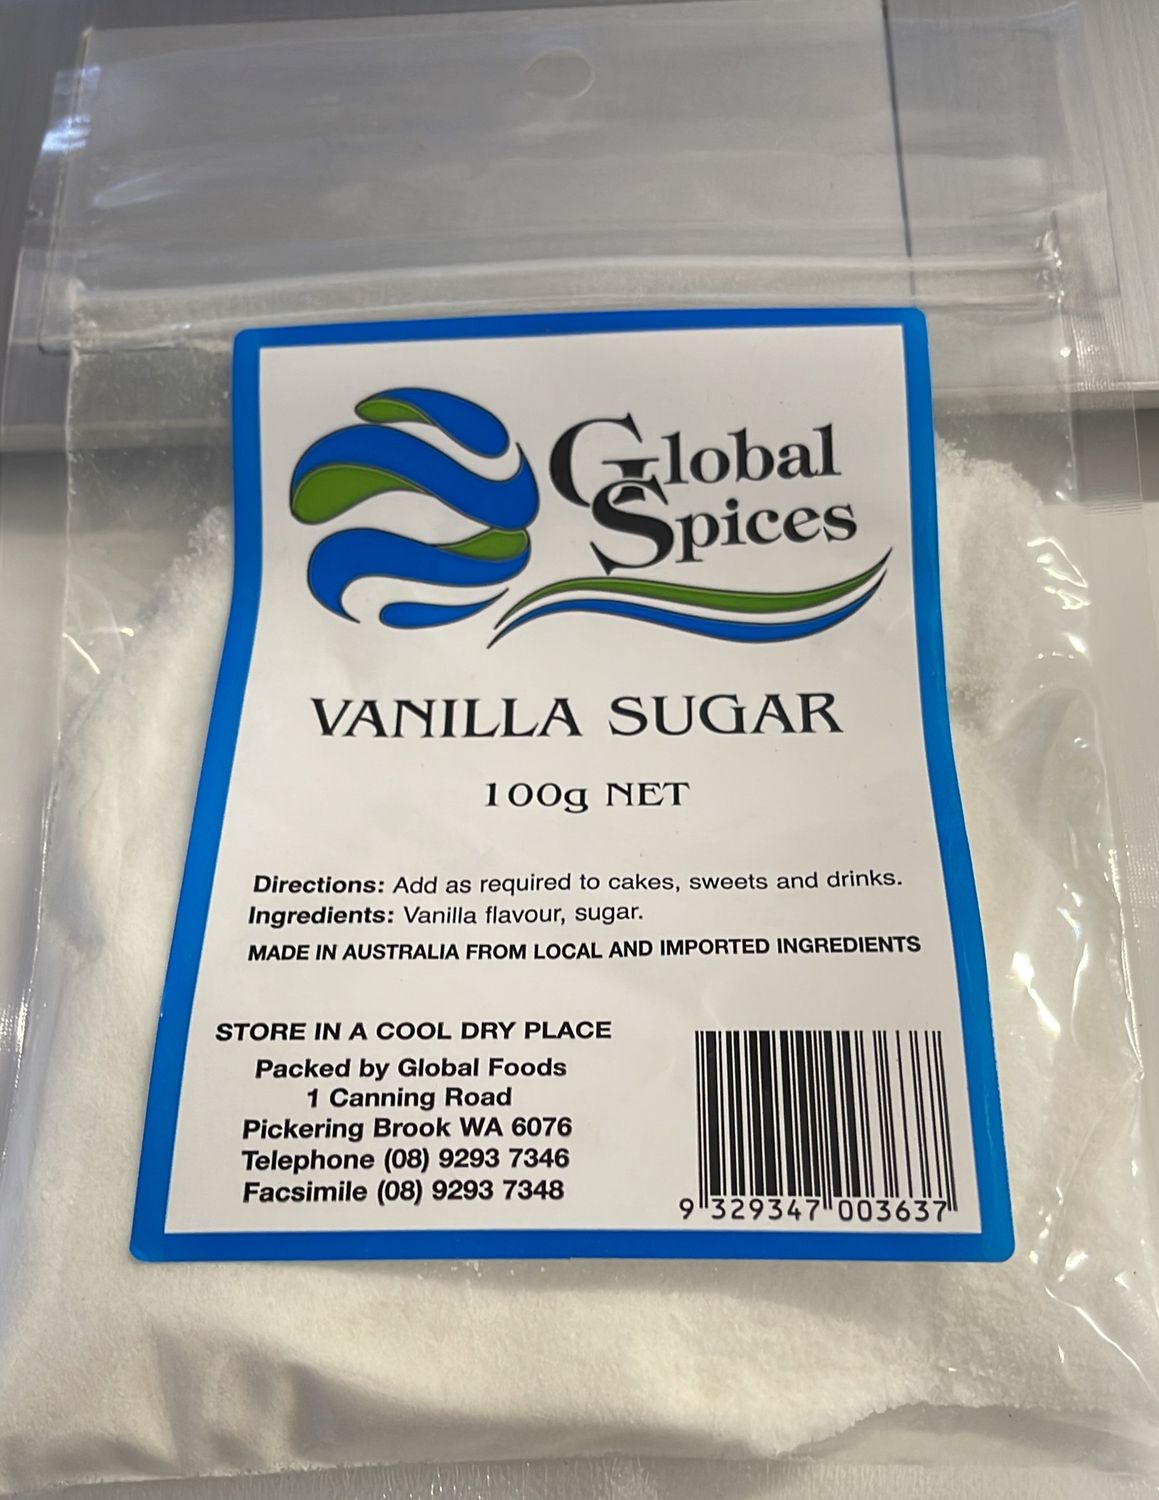 Global
Spices
VANILLA SUGAR
100g NET
Directions: Add as required to cakes, sweets and drinks.
Ingredients: Vanilla flavour, sugar.
MADE IN AUSTRALIA FROM LOCAL AND IMPORTED INGREDIENTS
STORE IN A COOL DRY PLACE
Packed by Global Foods
1 Canning Road
Pickering Brook WA 6076
Telephone (08) 9293 7346
Facsimile (08) 9293 7348
9 329347 003637